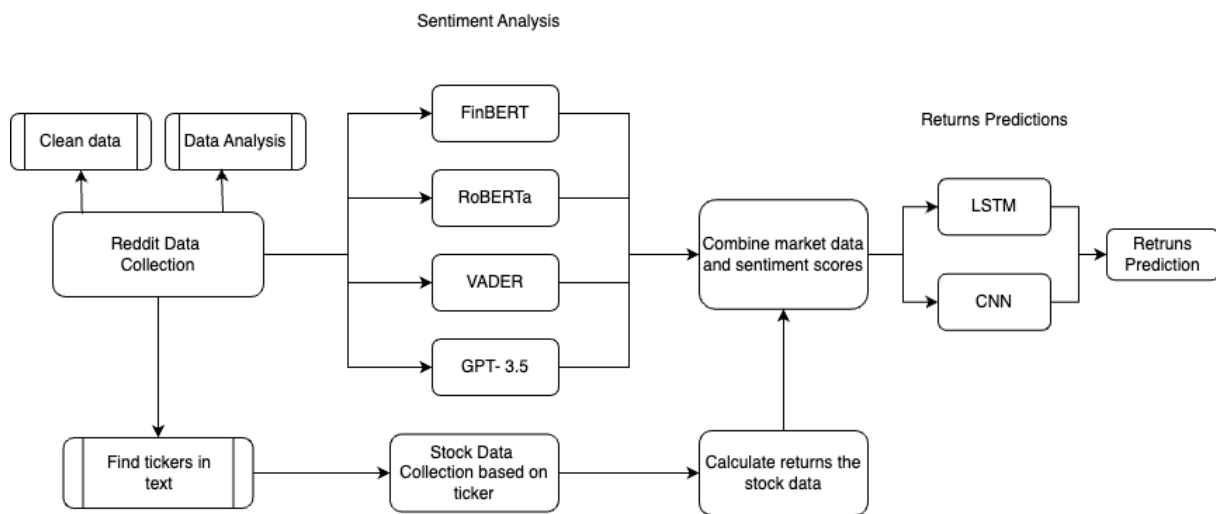 Sentiment Analysis
FinBERT
Clean data
Data Analysis
Returns Predictions
RoBERTa
LSTM
Reddit Data
Collection
Combine market data
and sentiment scores
Retruns
Prediction
VADER
CNN
GPT- 3.5
Find tickers in
text
Stock Data
Collection based on
ticker
Calculate returns the
stock data